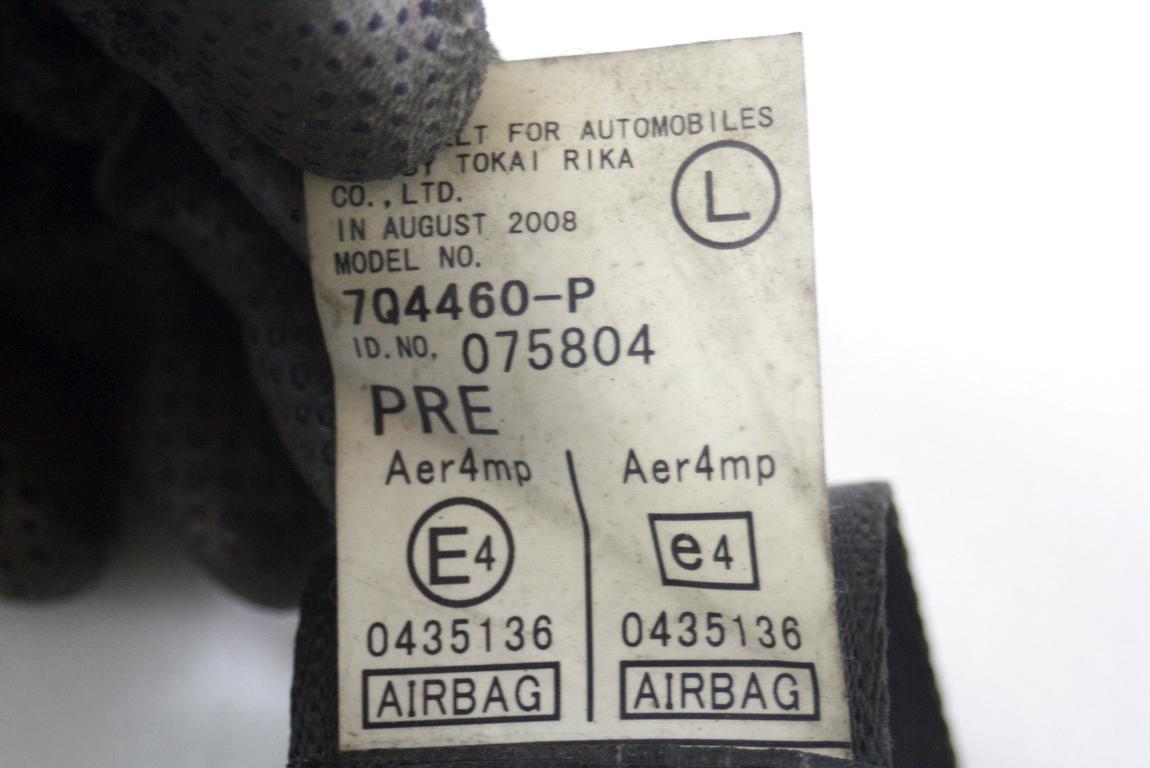 FOR AUTOMOBILES
BY TOKAI RIKA
CO.,LTD.
L
IN AUGUST 2008
MODEL NO.
7Q4460-P
ID.NO. 075804
PRE
Aer4mp
E4
0435136
AIRBAG
Aer4mp
e4
0435136
AIRBAG